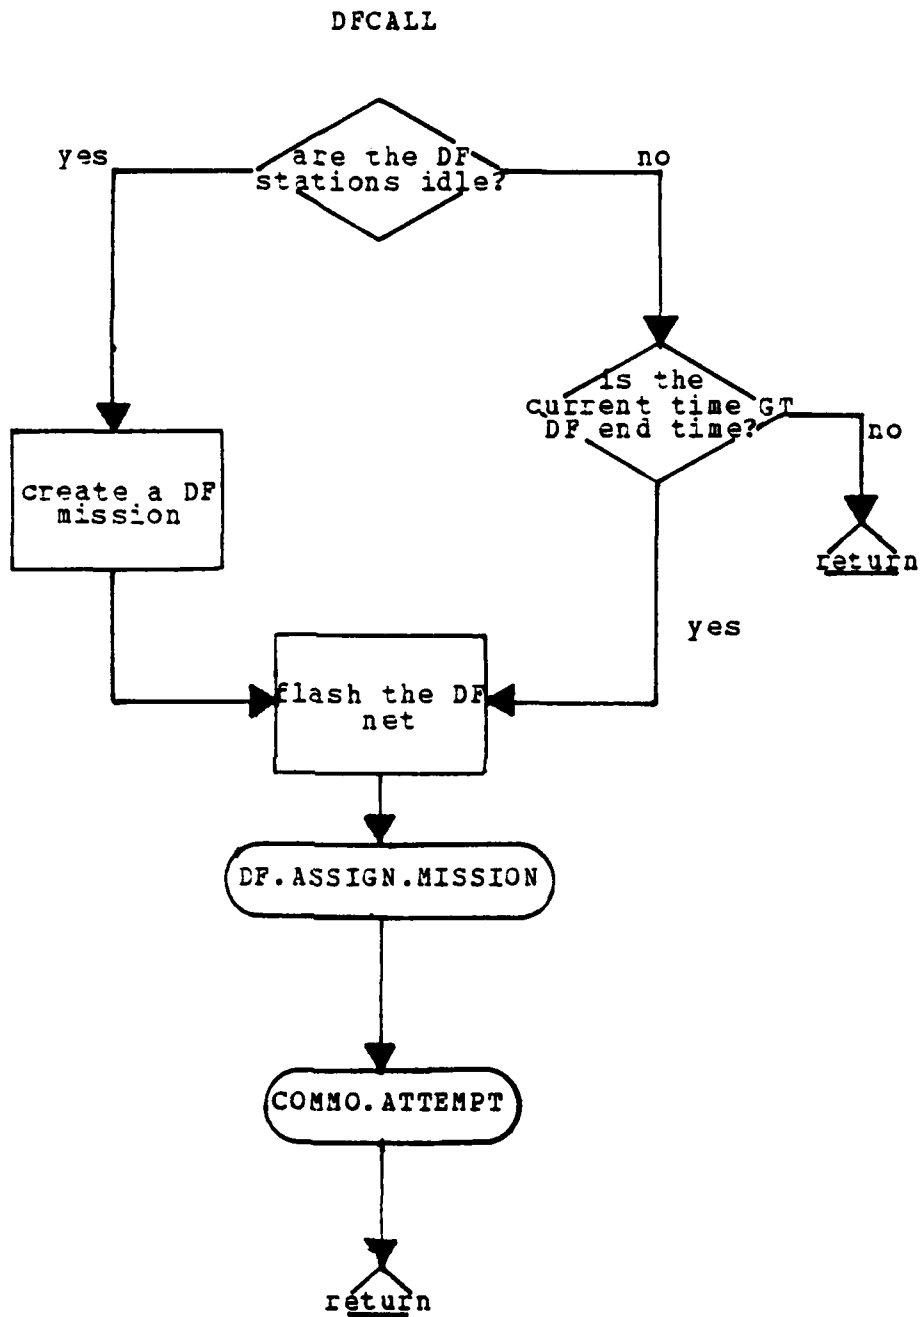 DFCALL
yes
are the DF
stations idle?
no
is the
current time GT
DF end time?
no
create a DF
mission
return
yes
flash the DF
net
DF.ASSIGN.MISSION
COMMO.ATTEMPT
return